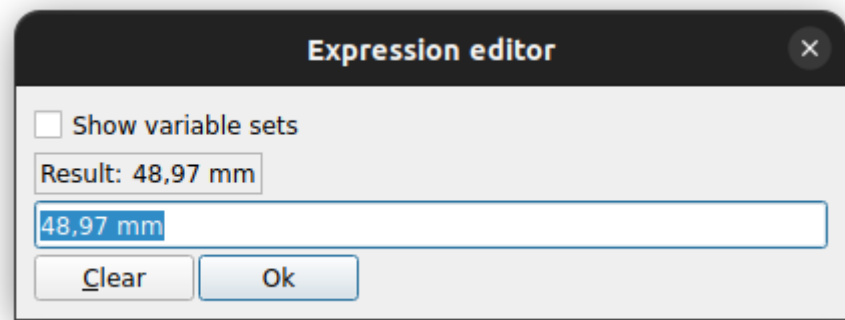 Expression editor
Show variable sets
Result: 48,97 mm
48,97 mm
Clear Ok